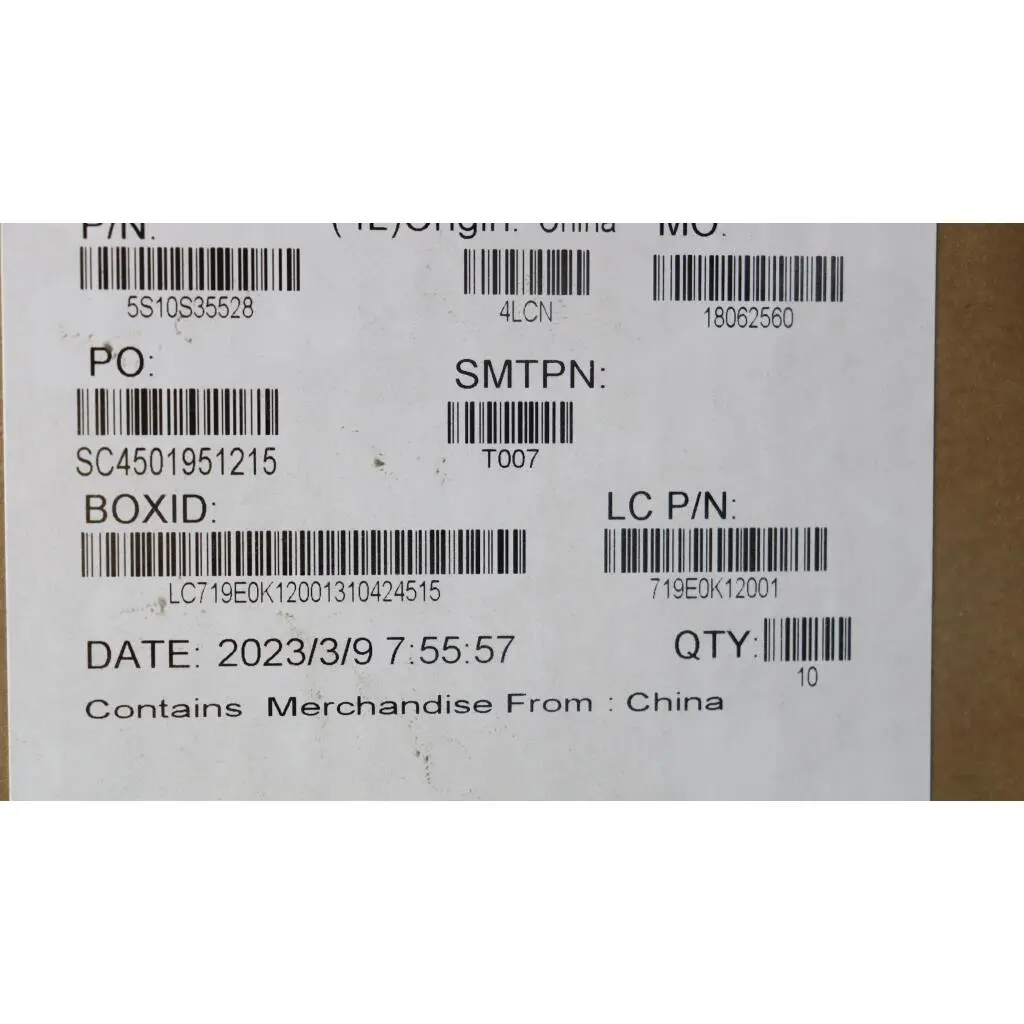 P/N: (4L)Origin: China MO:
5S10S35528 4LCN 18062560
PO: SMTPN:
SC4501951215 T007
BOXID: LC P/N:
LC719E0K12001310424515 719E0K12001
DATE: 2023/3/9 7:55:57 QTY:
10
Contains Merchandise From : China